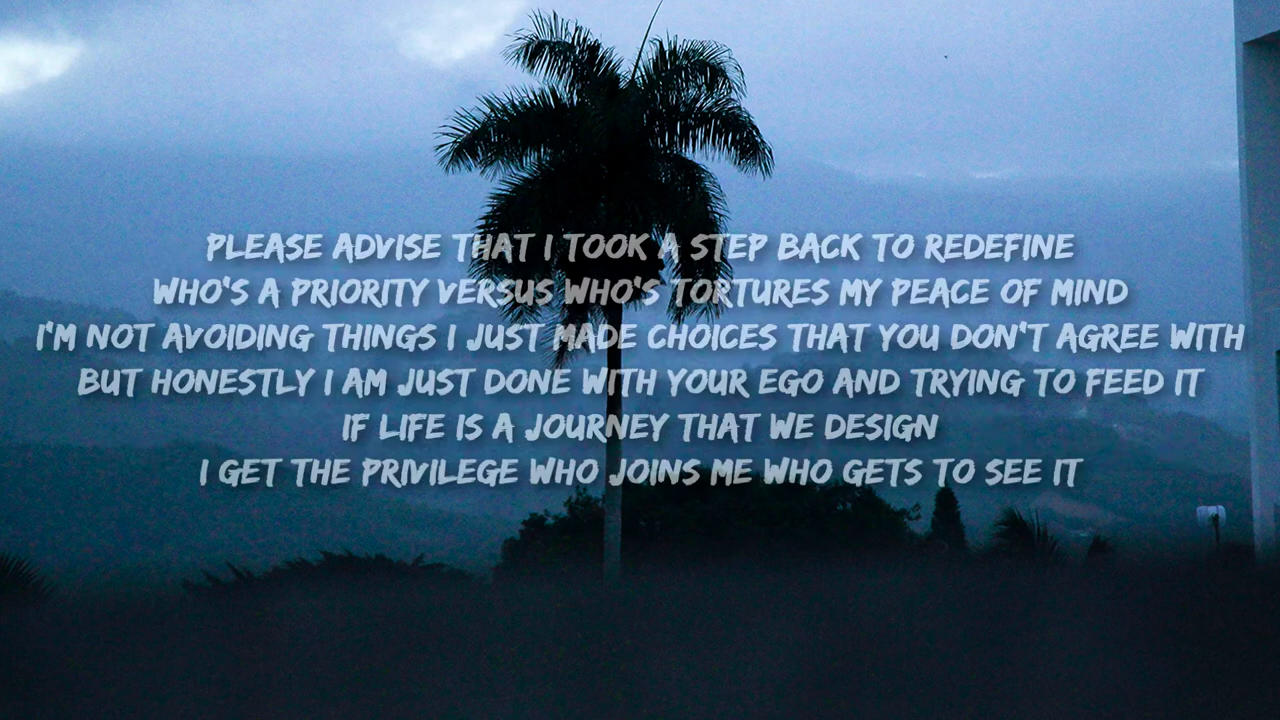 PLEASE ADVISE THAT I TOOK A STEP BACK TO REDEFINE
WHO'S A PRIORITY VERSUS WHO'S TORTURES MY PEACE OF MIND
I'M NOT AVOIDING THINGS I JUST MADE CHOICES THAT YOU DON'T AGREE WITH
BUT HONESTLY I AM JUST DONE WITH YOUR EGO AND TRYING TO FEED IT
IF LIFE IS A JOURNEY THAT WE DESIGN
I GET THE PRIVILEGE WHO JOINS ME WHO GETS TO SEE IT